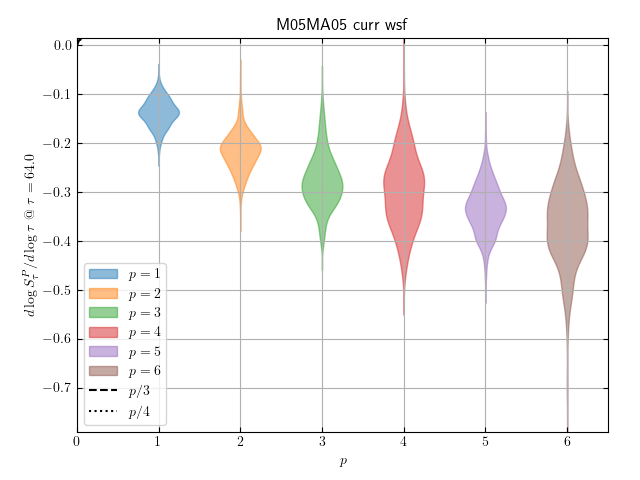 M05MA05 curr wsf
d log S_τ^P / d log τ @ τ = 64.0
0.0
−0.1
−0.2
−0.3
−0.4
−0.5
−0.6
−0.7
p = 1
p = 2
p = 3
p = 4
p = 5
p = 6
p/3
p/4
0 1 2 3 4 5 6
p